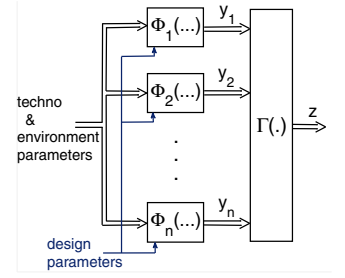 Φ1(...)
y1
Φ2(...)
y2
techno
&
environment
parameters
Γ(.)
z
.
.
.
Φn(...)
yn
design
parameters